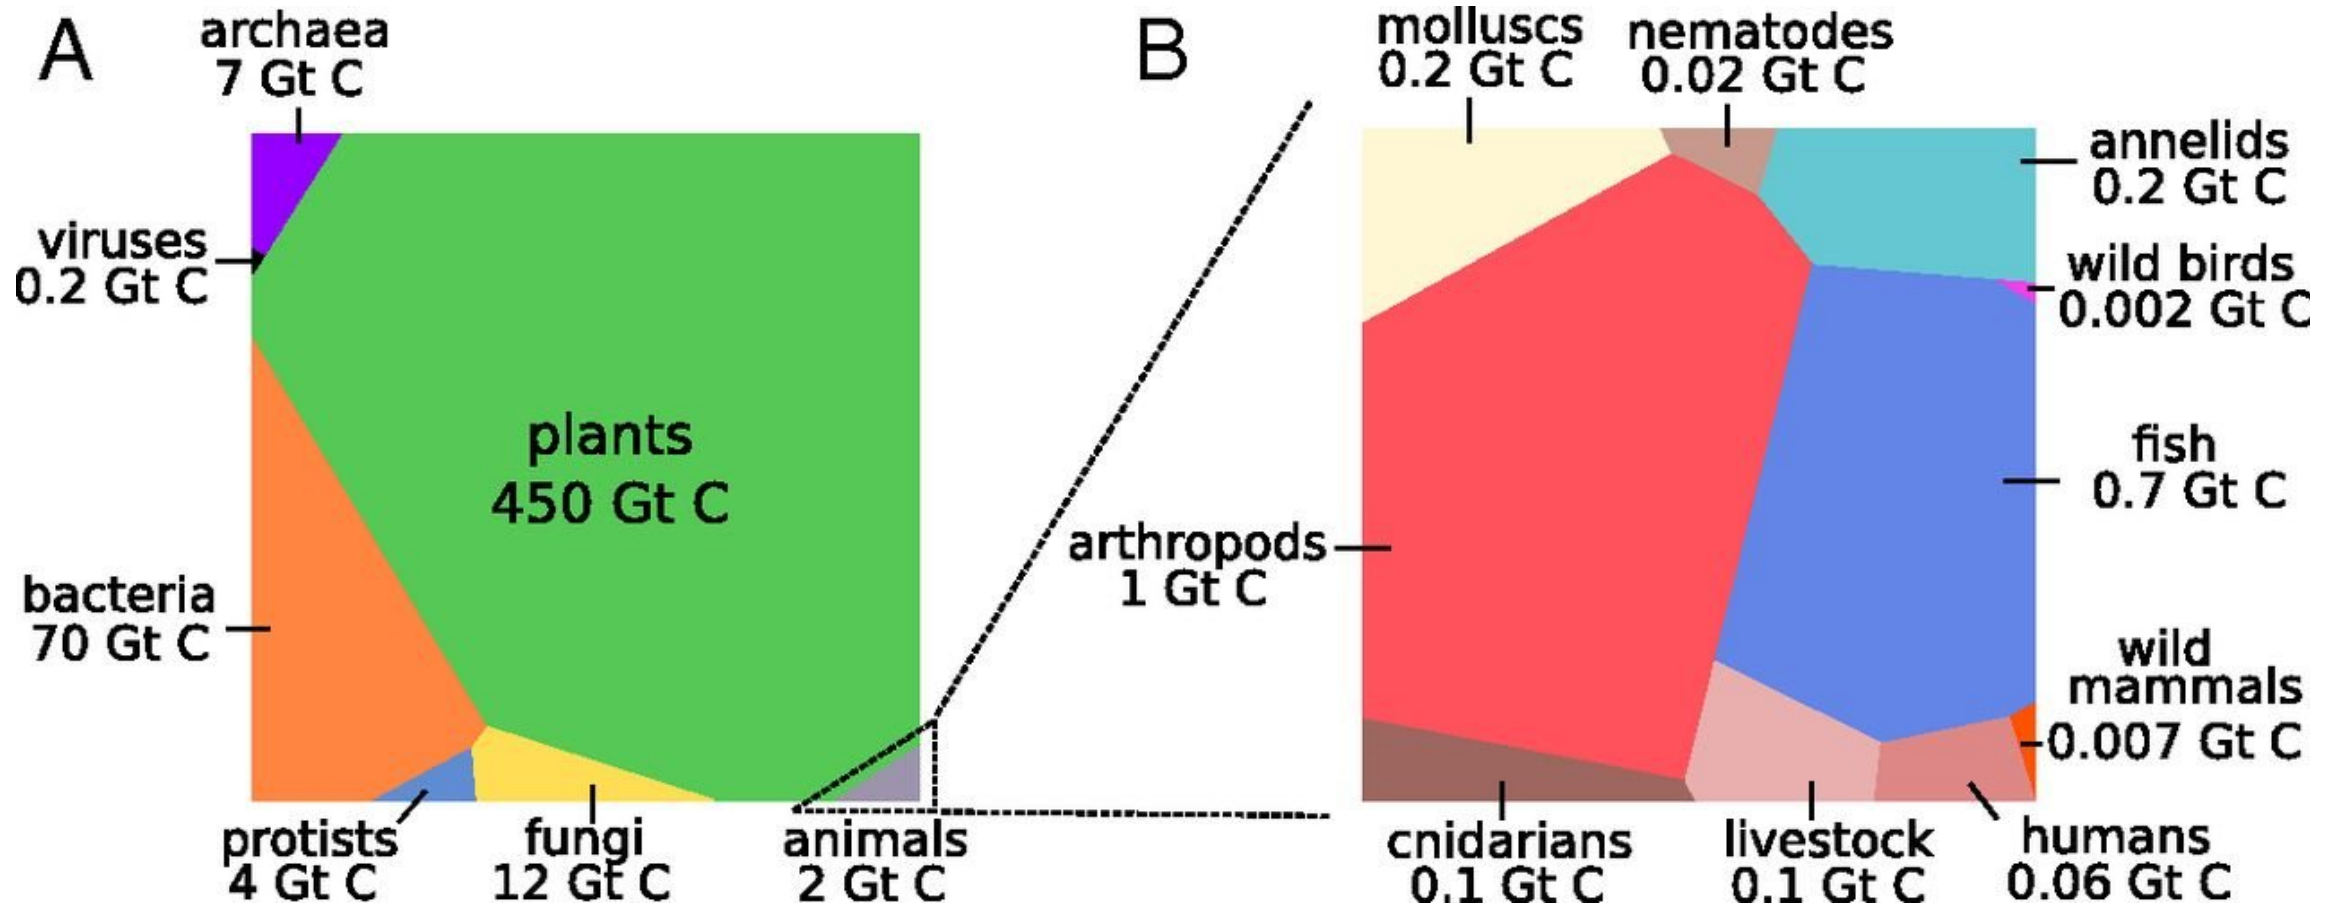 A
archaea
7 Gt C
viruses
0.2 Gt C
plants
450 Gt C
bacteria
70 Gt C
protists
4 Gt C
fungi
12 Gt C
animals
2 Gt C
B
molluscs
0.2 Gt C
nematodes
0.02 Gt C
annelids
0.2 Gt C
wild birds
0.002 Gt C
fish
0.7 Gt C
arthropods
1 Gt C
wild
mammals
0.007 Gt C
cnidarians
0.1 Gt C
livestock
0.1 Gt C
humans
0.06 Gt C